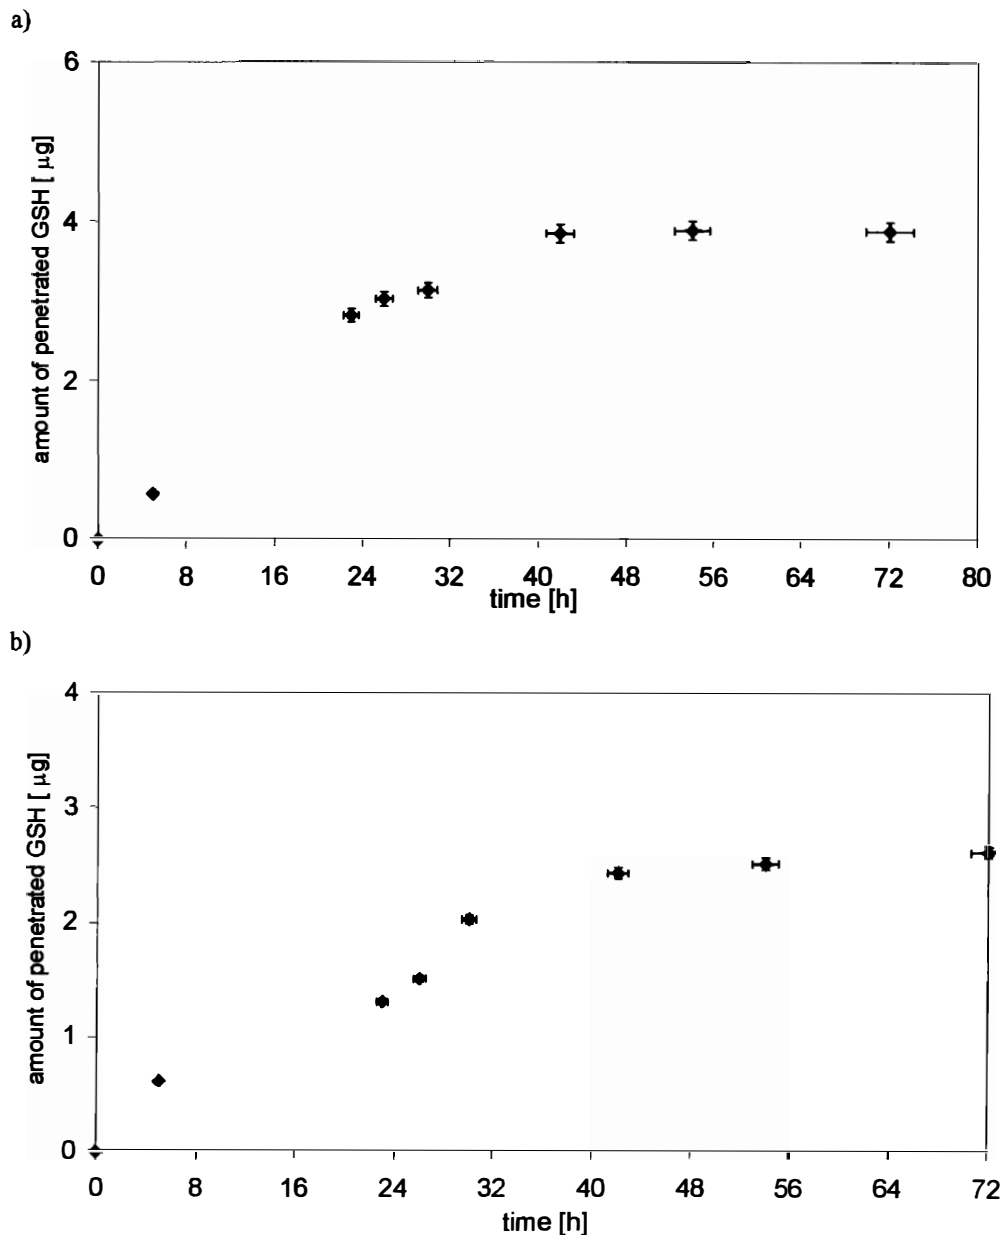 a)
6
4
2
0
amount of penetrated GSH [ μg]
0 8 16 24 32 40 48 56 64 72 80
time [h]
b)
4
3
2
1
0
amount of penetrated GSH [ μg]
0 8 16 24 32 40 48 56 64 72
time [h]